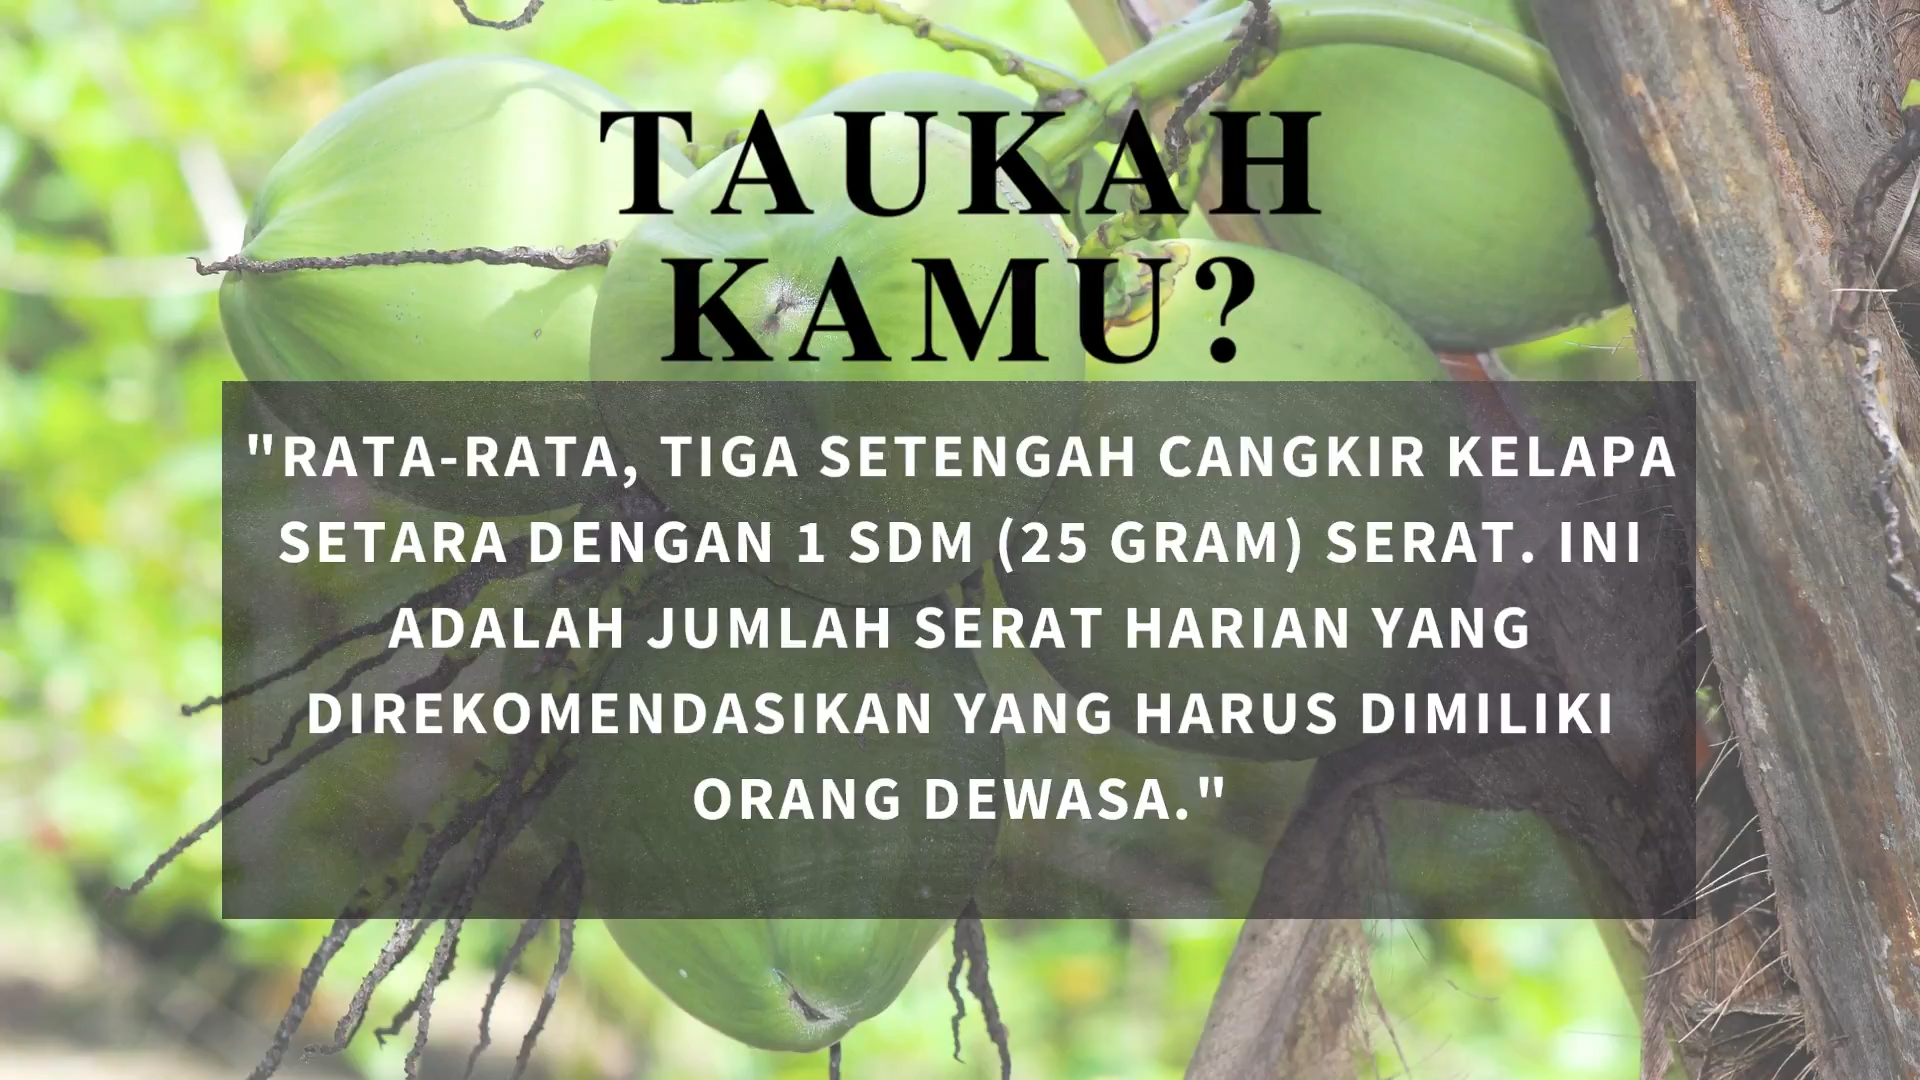 TAUKAH
KAMU?
"RATA-RATA, TIGA SETENGAH CANGKIR KELAPA
SETARA DENGAN 1 SDM (25 GRAM) SERAT. INI
ADALAH JUMLAH SERAT HARIAN YANG
DIREKOMENDASIKAN YANG HARUS DIMILIKI
ORANG DEWASA."